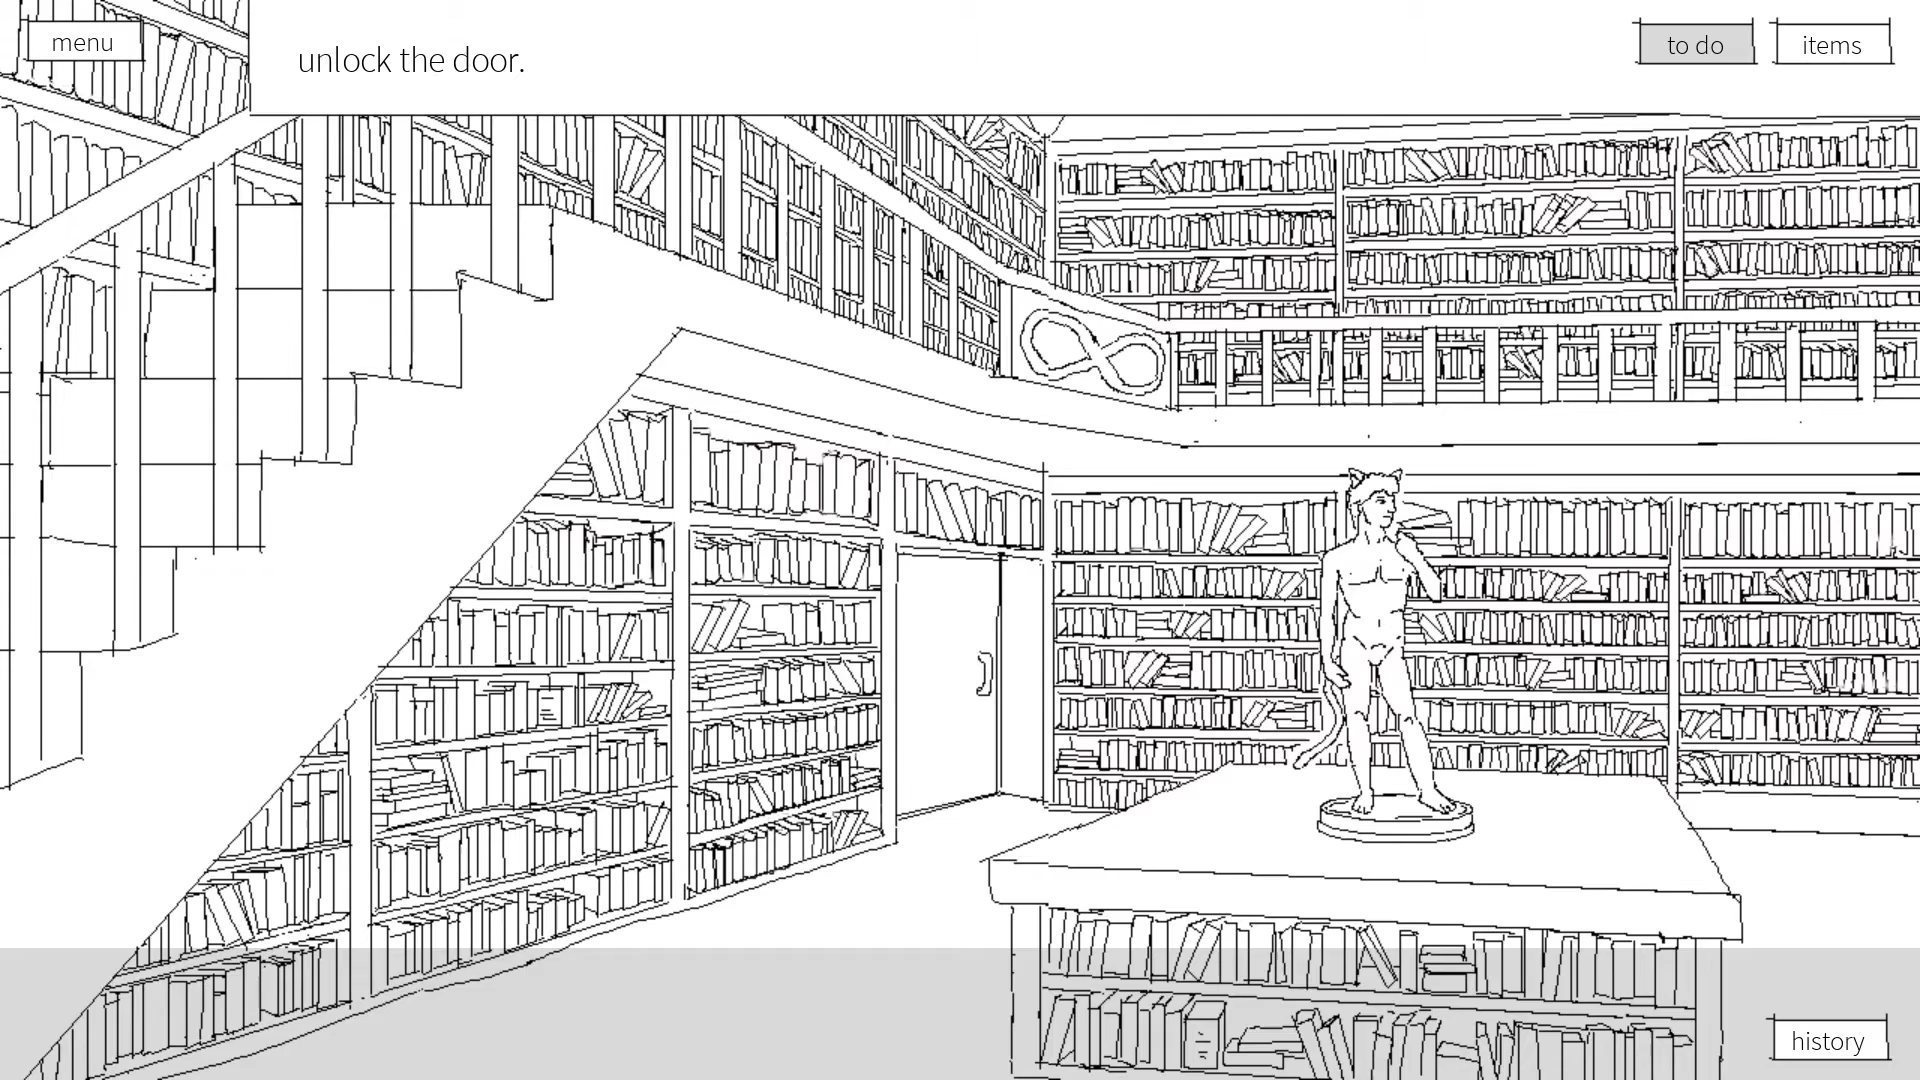 menu
unlock the door.
to do
items
history